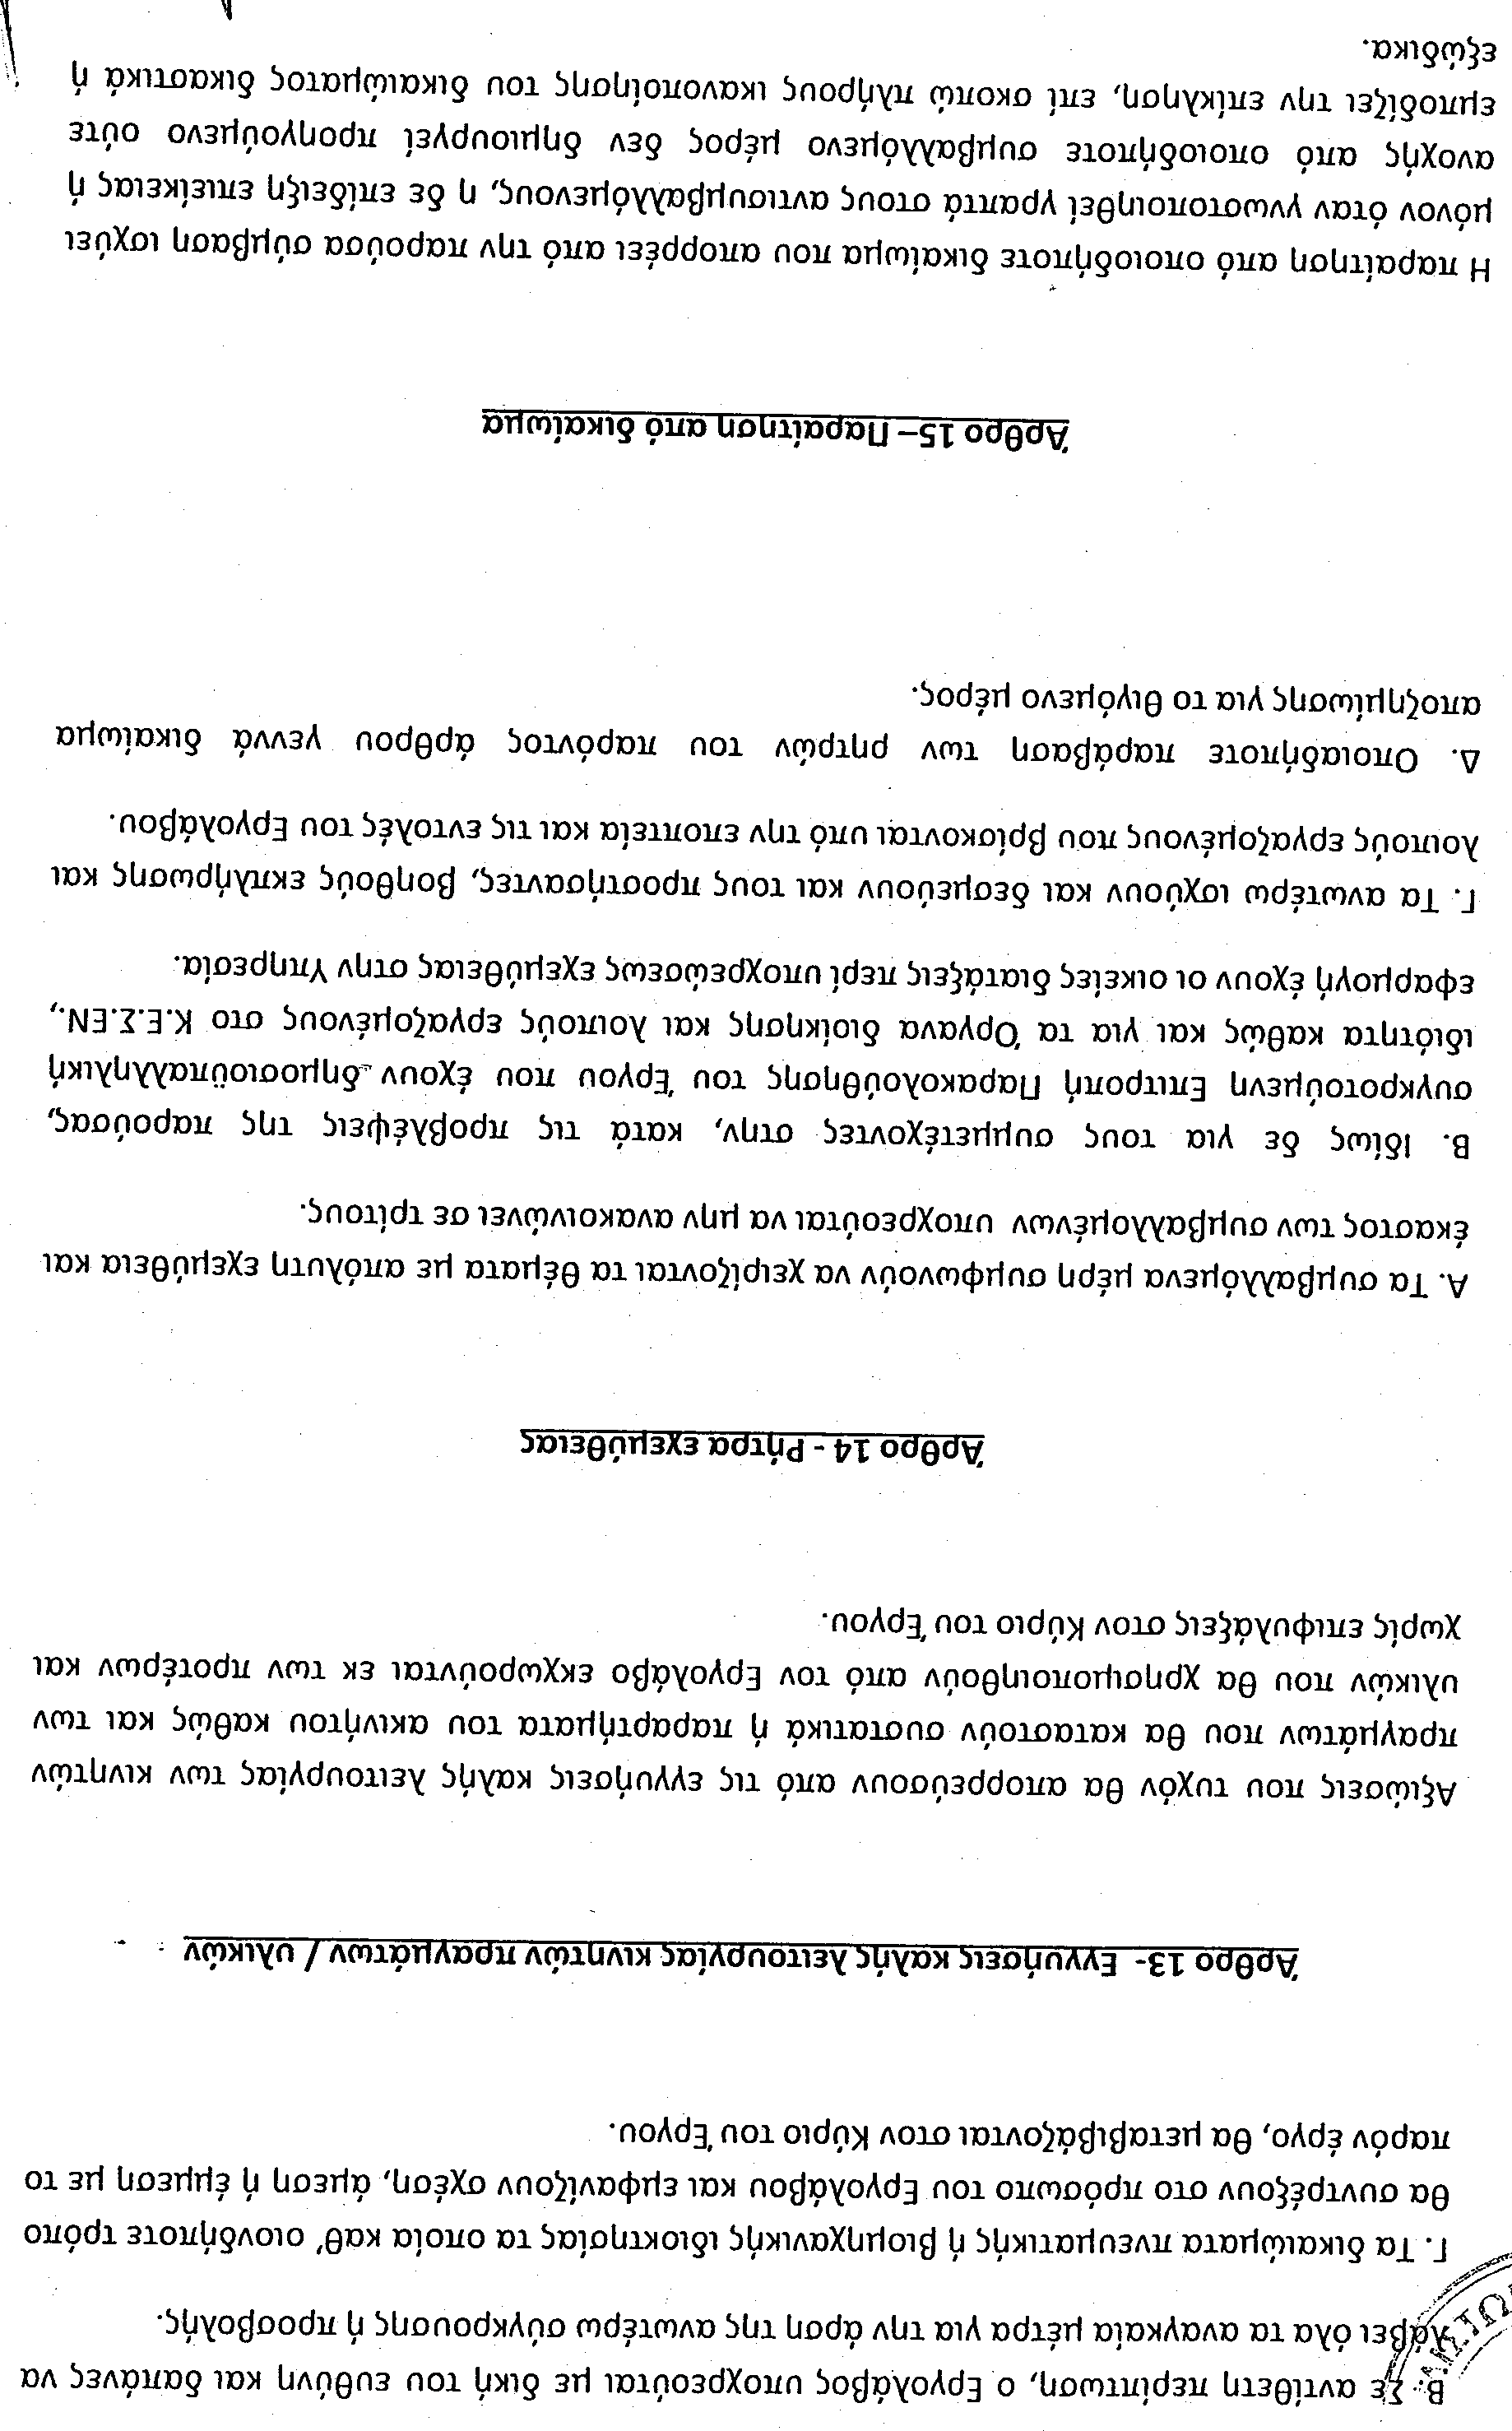 Β. Σε αντίθετη περίπτωση, ο Εργολάβος υποχρεούται με δική του ευθύνη και δαπάνες να
λάβει όλα τα αναγκαία μέτρα για την άρση της ανωτέρω σύγκρουσης ή προσβολής.
Γ. Τα δικαιώματα πνευματικής ή βιομηχανικής ιδιοκτησίας τα οποία καθ' οιονδήποτε τρόπο
θα συντρέξουν στο πρόσωπο του Εργολάβου και εμφανίζουν σχέση, άμεση ή έμμεση με το
παρόν έργο, θα μεταβιβάζονται στον Κύριο του Έργου.
Άρθρο 13- Εγγυήσεις καλής λειτουργίας κινητών πραγμάτων / υλικών
Αξιώσεις που τυχόν θα απορρεύσουν από τις εγγυήσεις καλής λειτουργίας των κινητών
πραγμάτων που θα καταστούν συστατικά ή παραρτήματα του ακινήτου καθώς και των
υλικών που θα χρησιμοποιηθούν από τον Εργολάβο εκχωρούνται εκ των προτέρων και
χωρίς επιφυλάξεις στον Κύριο του Έργου.
Άρθρο 14 - Ρήτρα εχεμύθειας
Α. Τα συμβαλλόμενα μέρη συμφωνούν να χειρίζονται τα θέματα με απόλυτη εχεμύθεια και
έκαστος των συμβαλλομένων υποχρεούται να μην ανακοινώνει σε τρίτους.
Β. Ιδίως δε για τους συμμετέχοντες στην, κατά τις προβλέψεις της παρούσας,
συγκροτούμενη Επιτροπή Παρακολούθησης του Έργου που έχουν δημοσιοϋπαλληλική
ιδιότητα καθώς και για τα Όργανα διοίκησης και λοιπούς εργαζομένους στο Κ.Ε.Σ.ΕΝ.,
εφαρμογή έχουν οι οικείες διατάξεις περί υποχρεώσεως εχεμύθειας στην Υπηρεσία.
Γ. Τα ανωτέρω ισχύουν και δεσμεύουν και τους προστήσαντες, βοηθούς εκπλήρωσης και
λοιπούς εργαζομένους που βρίσκονται υπό την εποπτεία και τις εντολές του Εργολάβου.
Δ. Οποιαδήποτε παράβαση των ρητρών του παρόντος άρθρου γεννά δικαίωμα
αποζημίωσης για το θιγόμενο μέρος.
Άρθρο 15– Παραίτηση από δικαίωμα
Η παραίτηση από οποιοδήποτε δικαίωμα που απορρέει από την παρούσα σύμβαση ισχύει
μόνον όταν γνωστοποιηθεί γραπτά στους αντισυμβαλλόμενους, η δε επίδειξη επιείκειας ή
ανοχής από οποιοδήποτε συμβαλλόμενο μέρος δεν δημιουργεί προηγούμενο ούτε
εμποδίζει την επίκληση, επί σκοπώ πλήρους ικανοποίησης του δικαιώματος δικαστικά ή
εξώδικα.